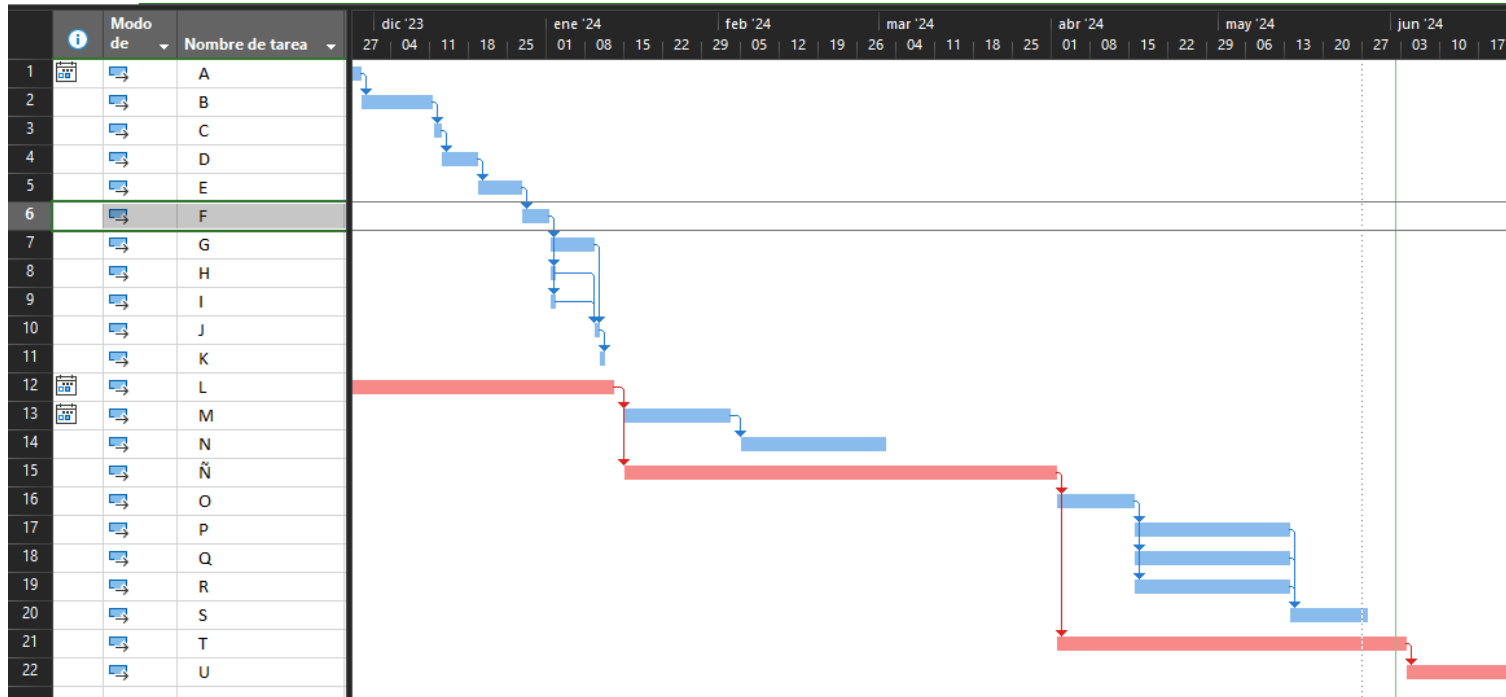 Modo de
Nombre de tarea
dic '23 ene '24 feb '24 mar '24 abr '24 may '24 jun '24
27 04 11 18 25 01 08 15 22 29 05 12 19 26 04 11 18 25 01 08 15 22 29 06 13 20 27 03 10 17
1 A
2 B
3 C
4 D
5 E
6 F
7 G
8 H
9 I
10 J
11 K
12 L
13 M
14 N
15 Ñ
16 O
17 P
18 Q
19 R
20 S
21 T
22 U